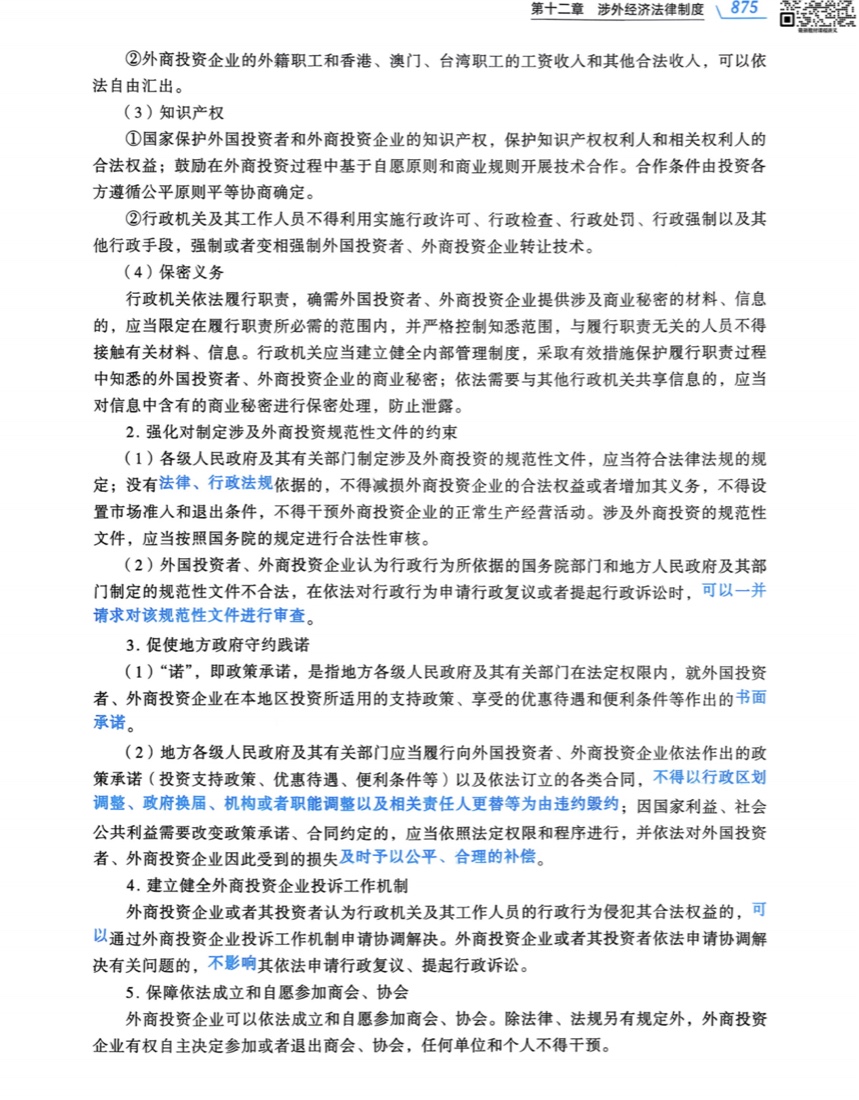 第十二章 涉外经济法律制度 875
②外商投资企业的外籍职工和香港、澳门、台湾职工的工资收入和其他合法收入，可以依
法自由汇出。
（3）知识产权
①国家保护外国投资者和外商投资企业的知识产权，保护知识产权权利人和相关权利人的
合法权益；鼓励在外商投资过程中基于自愿原则和商业规则开展技术合作。合作条件由投资各
方遵循公平原则平等协商确定。
②行政机关及其工作人员不得利用实施行政许可、行政检查、行政处罚、行政强制以及其
他行政手段，强制或者变相强制外国投资者、外商投资企业转让技术。
（4）保密义务
行政机关依法履行职责，确需外国投资者、外商投资企业提供涉及商业秘密的材料、信息
的，应当限定在履行职责所必需的范围内，并严格控制知悉范围，与履行职责无关的人员不得
接触有关材料、信息。行政机关应当建立健全内部管理制度，采取有效措施保护履行职责过程
中知悉的外国投资者、外商投资企业的商业秘密；依法需要与其他行政机关共享信息的，应当
对信息中含有的商业秘密进行保密处理，防止泄露。
2. 强化对制定涉及外商投资规范性文件的约束
（1）各级人民政府及其有关部门制定涉及外商投资的规范性文件，应当符合法律法规的规
定；没有法律、行政法规依据的，不得减损外商投资企业的合法权益或者增加其义务，不得设
置市场准入和退出条件，不得干预外商投资企业的正常生产经营活动。涉及外商投资的规范性
文件，应当按照国务院的规定进行合法性审核。
（2）外国投资者、外商投资企业认为行政行为所依据的国务院部门和地方人民政府及其部
门制定的规范性文件不合法，在依法对行政行为申请行政复议或者提起行政诉讼时，可以一并
请求对该规范性文件进行审查。
3. 促使地方政府守约践诺
（1）“诺”，即政策承诺，是指地方各级人民政府及其有关部门在法定权限内，就外国投资
者、外商投资企业在本地区投资所适用的支持政策、享受的优惠待遇和便利条件等作出的书面
承诺。
（2）地方各级人民政府及其有关部门应当履行向外国投资者、外商投资企业依法作出的政
策承诺（投资支持政策、优惠待遇、便利条件等）以及依法订立的各类合同，不得以行政区划
调整、政府换届、机构或者职能调整以及相关责任人更替等为由违约毁约；因国家利益、社会
公共利益需要改变政策承诺、合同约定的，应当依照法定权限和程序进行，并依法对外国投资
者、外商投资企业因此受到的损失及时予以公平、合理的补偿。
4. 建立健全外商投资企业投诉工作机制
外商投资企业或者其投资者认为行政机关及其工作人员的行政行为侵犯其合法权益的，可
以通过外商投资企业投诉工作机制申请协调解决。外商投资企业或者其投资者依法申请协调解
决有关问题的，不影响其依法申请行政复议、提起行政诉讼。
5. 保障依法成立和自愿参加商会、协会
外商投资企业可以依法成立和自愿参加商会、协会。除法律、法规另有规定外，外商投资
企业有权自主决定参加或者退出商会、协会，任何单位和个人不得干预。